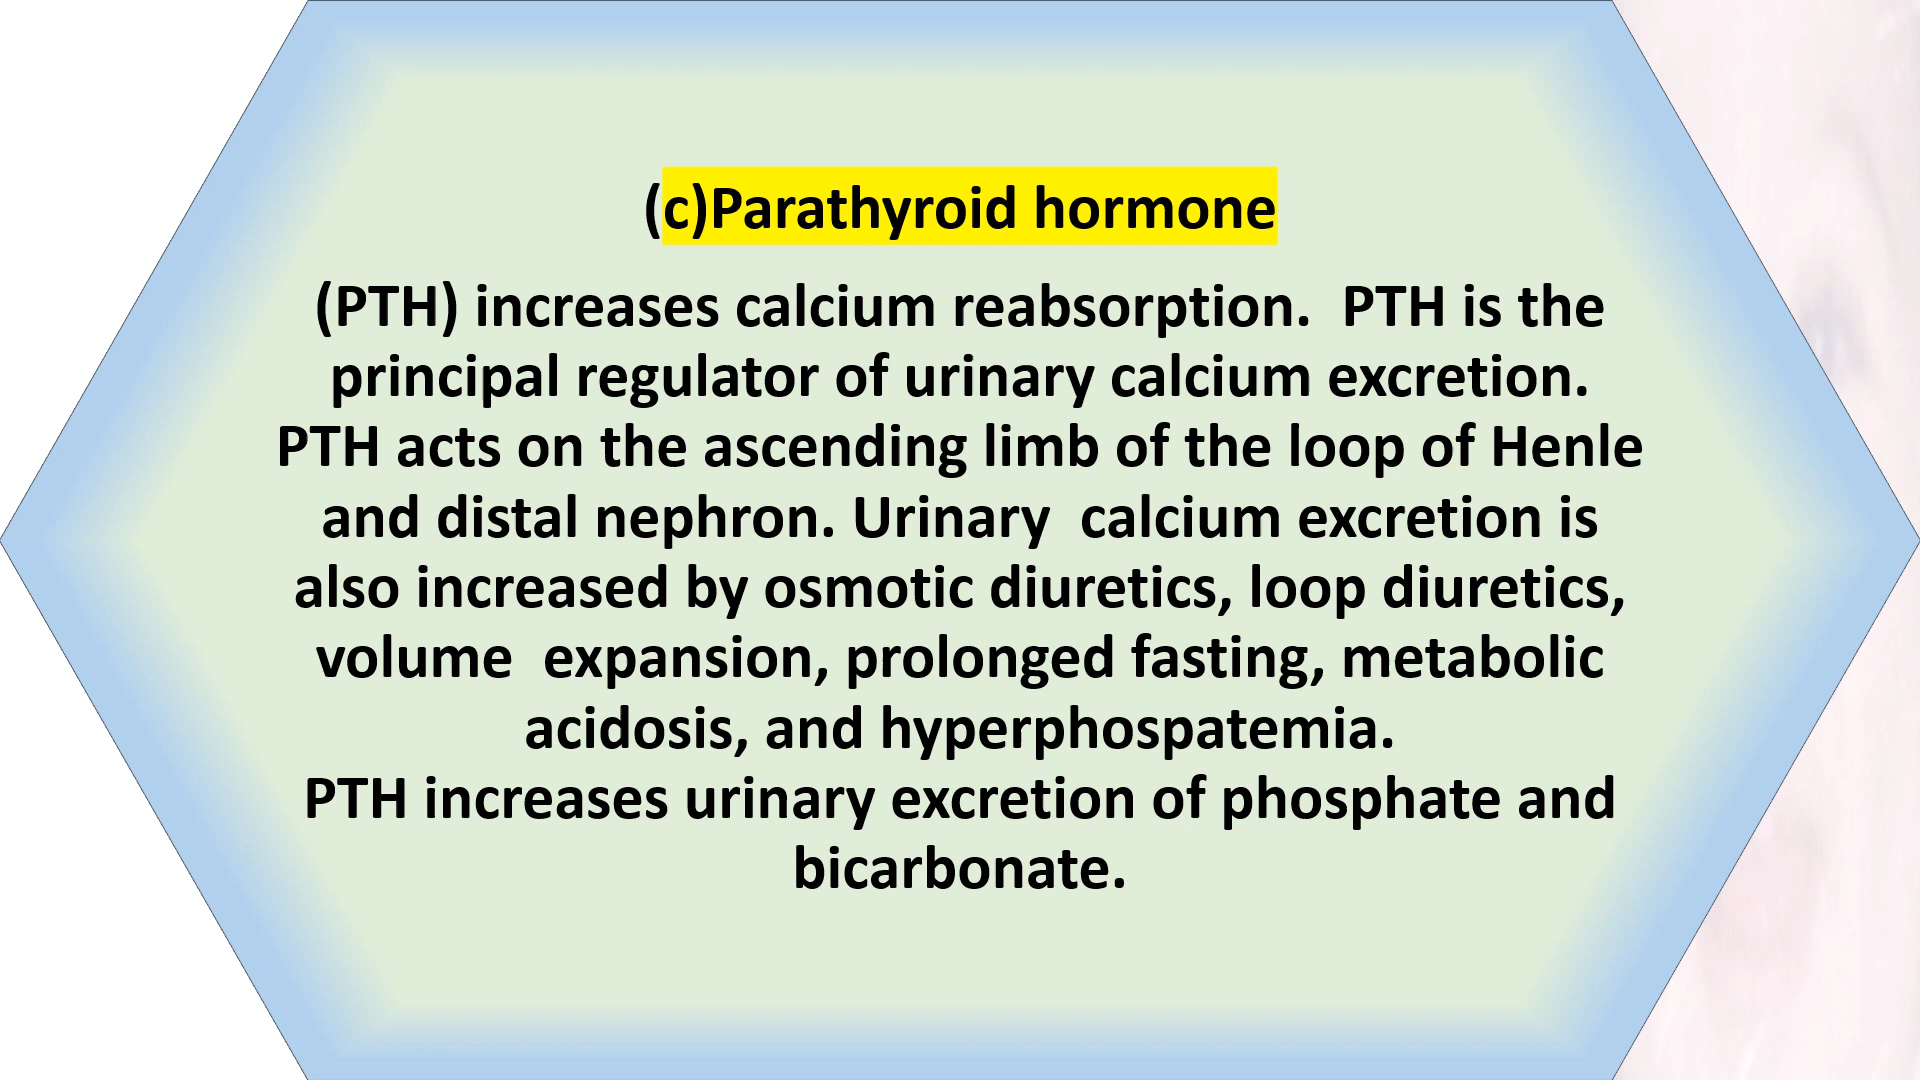 (c)Parathyroid hormone
(PTH) increases calcium reabsorption.  PTH is the
principal regulator of urinary calcium excretion.
PTH acts on the ascending limb of the loop of Henle
and distal nephron. Urinary  calcium excretion is
also increased by osmotic diuretics, loop diuretics,
volume  expansion, prolonged fasting, metabolic
acidosis, and hyperphospatemia.
PTH increases urinary excretion of phosphate and
bicarbonate.